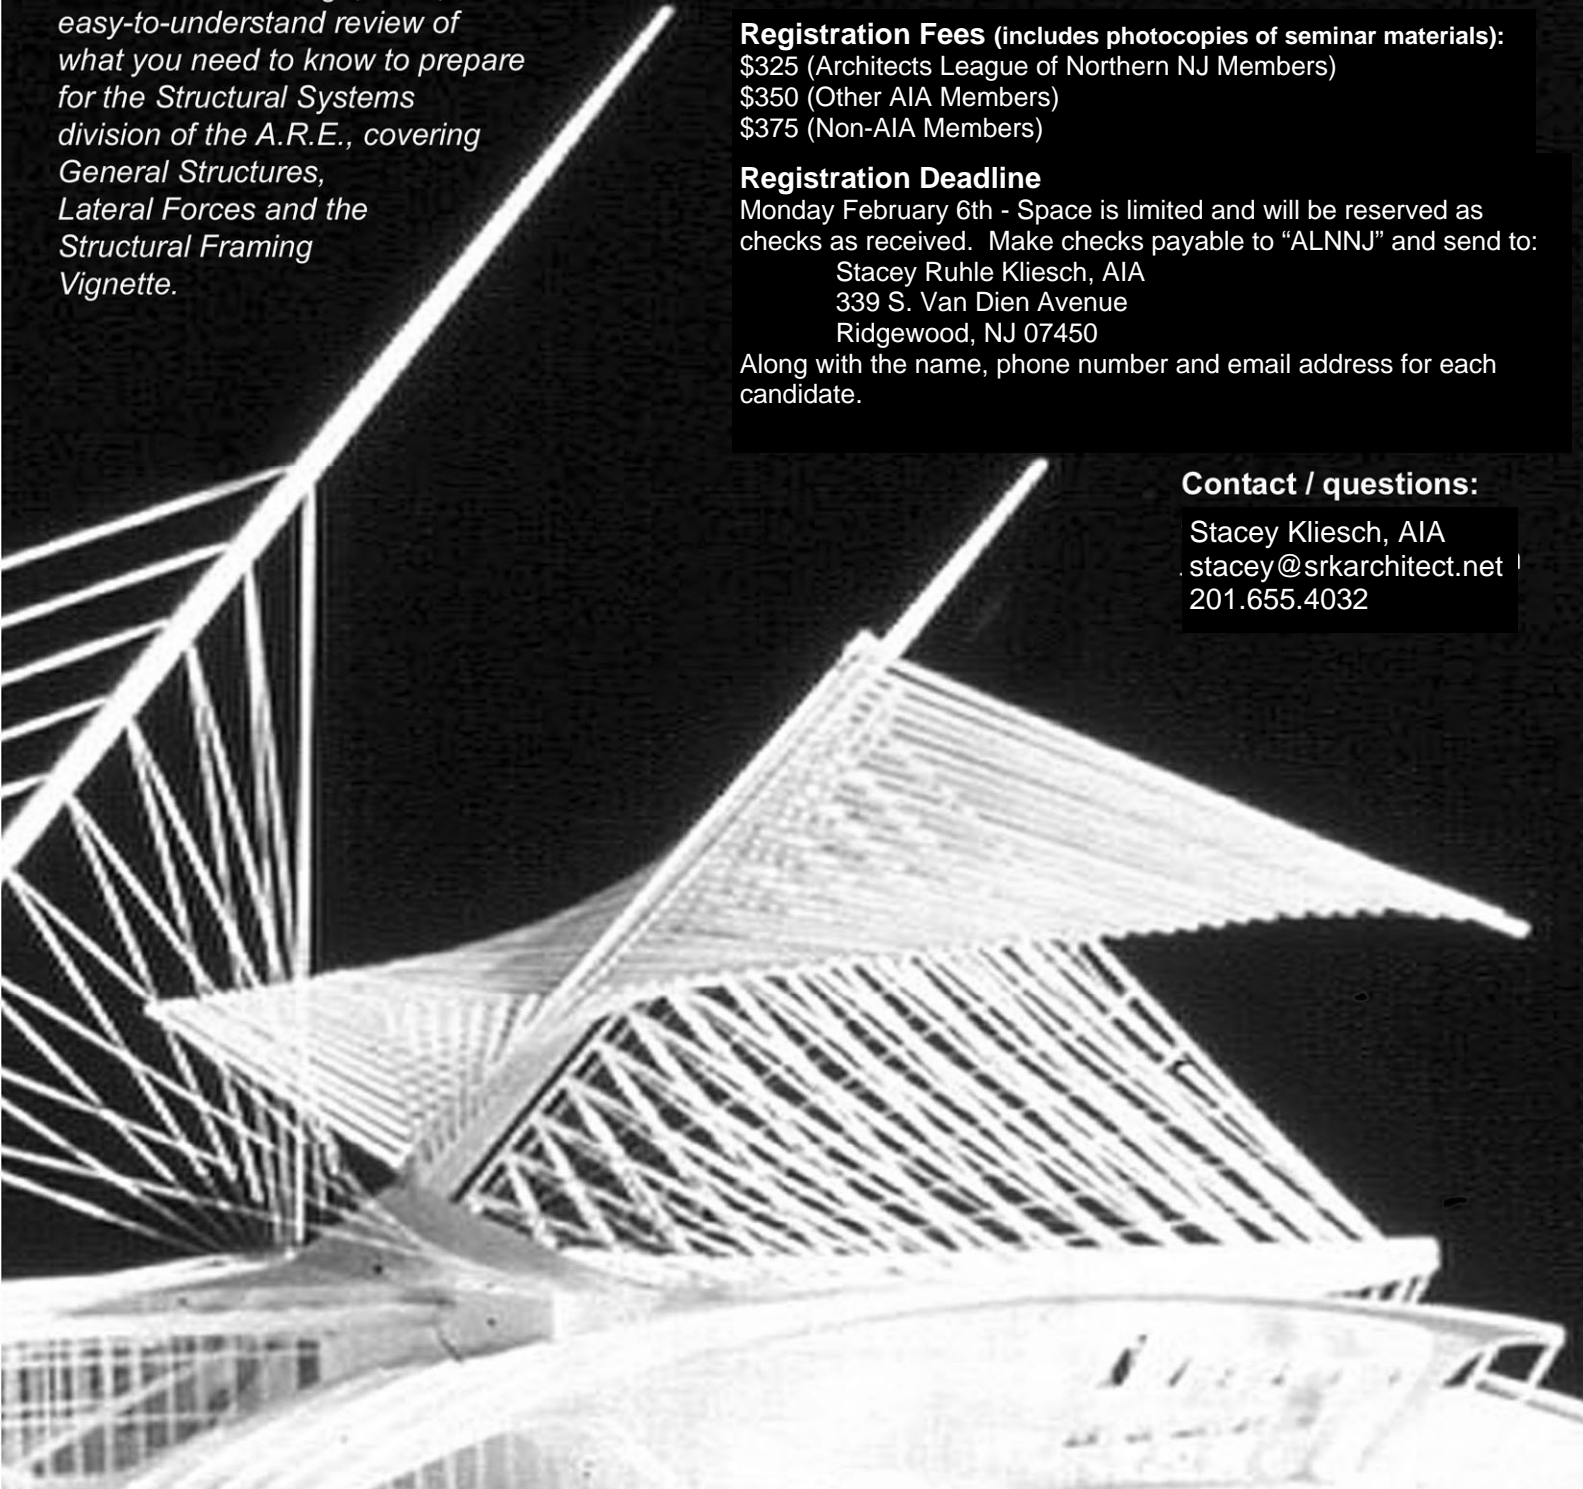 easy-to-understand review of
what you need to know to prepare
for the Structural Systems
division of the A.R.E., covering
General Structures,
Lateral Forces and the
Structural Framing
Vignette.
Registration Fees (includes photocopies of seminar materials):
$325 (Architects League of Northern NJ Members)
$350 (Other AIA Members)
$375 (Non-AIA Members)
Registration Deadline
Monday February 6th - Space is limited and will be reserved as
checks as received.  Make checks payable to “ALNNJ” and send to:
Stacey Ruhle Kliesch, AIA
339 S. Van Dien Avenue
Ridgewood, NJ 07450
Along with the name, phone number and email address for each
candidate.
Contact / questions:
Stacey Kliesch, AIA
stacey@srkarchitect.net
201.655.4032